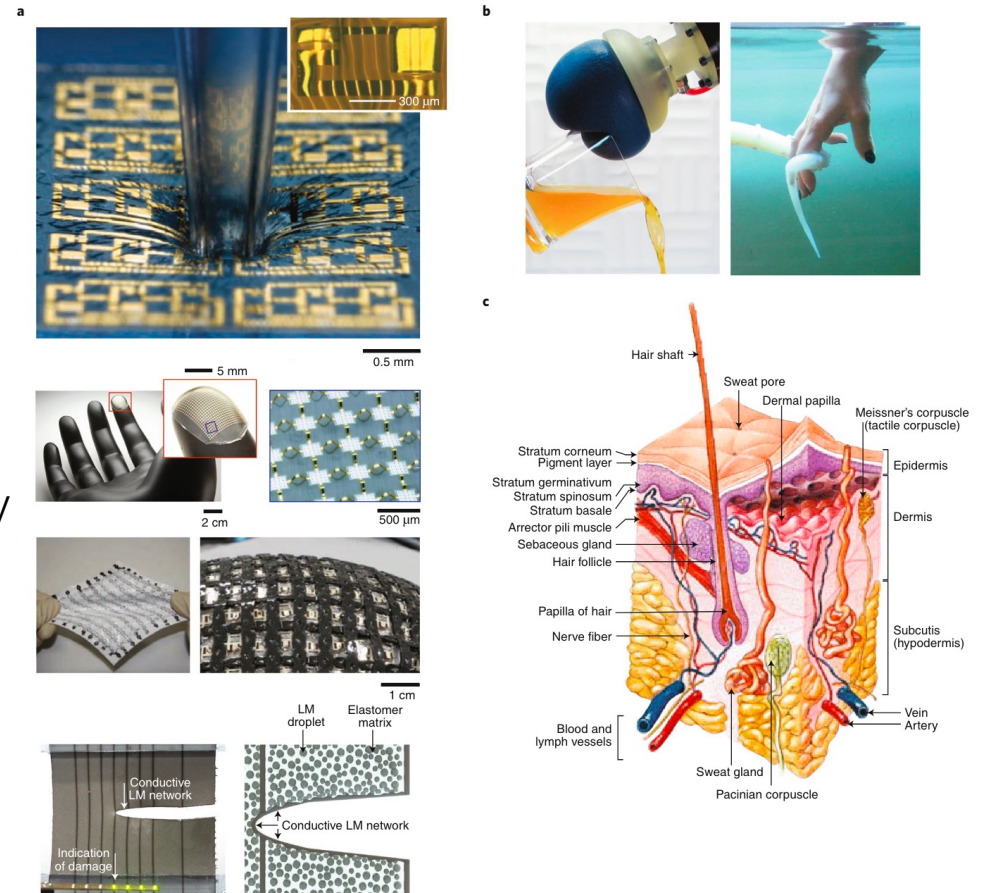 a
300 μm
0.5 mm
5 mm
2 cm
500 μm
1 cm
LM
droplet
Elastomer
matrix
Conductive
LM network
Indication
of damage
Conductive LM network
b
c
Hair shaft
Sweat pore
Dermal papilla
Meissner's corpuscle
(tactile corpuscle)
Stratum corneum
Pigment layer
Stratum germinativum
Stratum spinosum
Stratum basale
Arrector pili muscle
Sebaceous gland
Hair follicle
Papilla of hair
Nerve fiber
Blood and
lymph vessels
Epidermis
Dermis
Subcutis
(hypodermis)
Vein
Artery
Sweat gland
Pacinian corpuscle